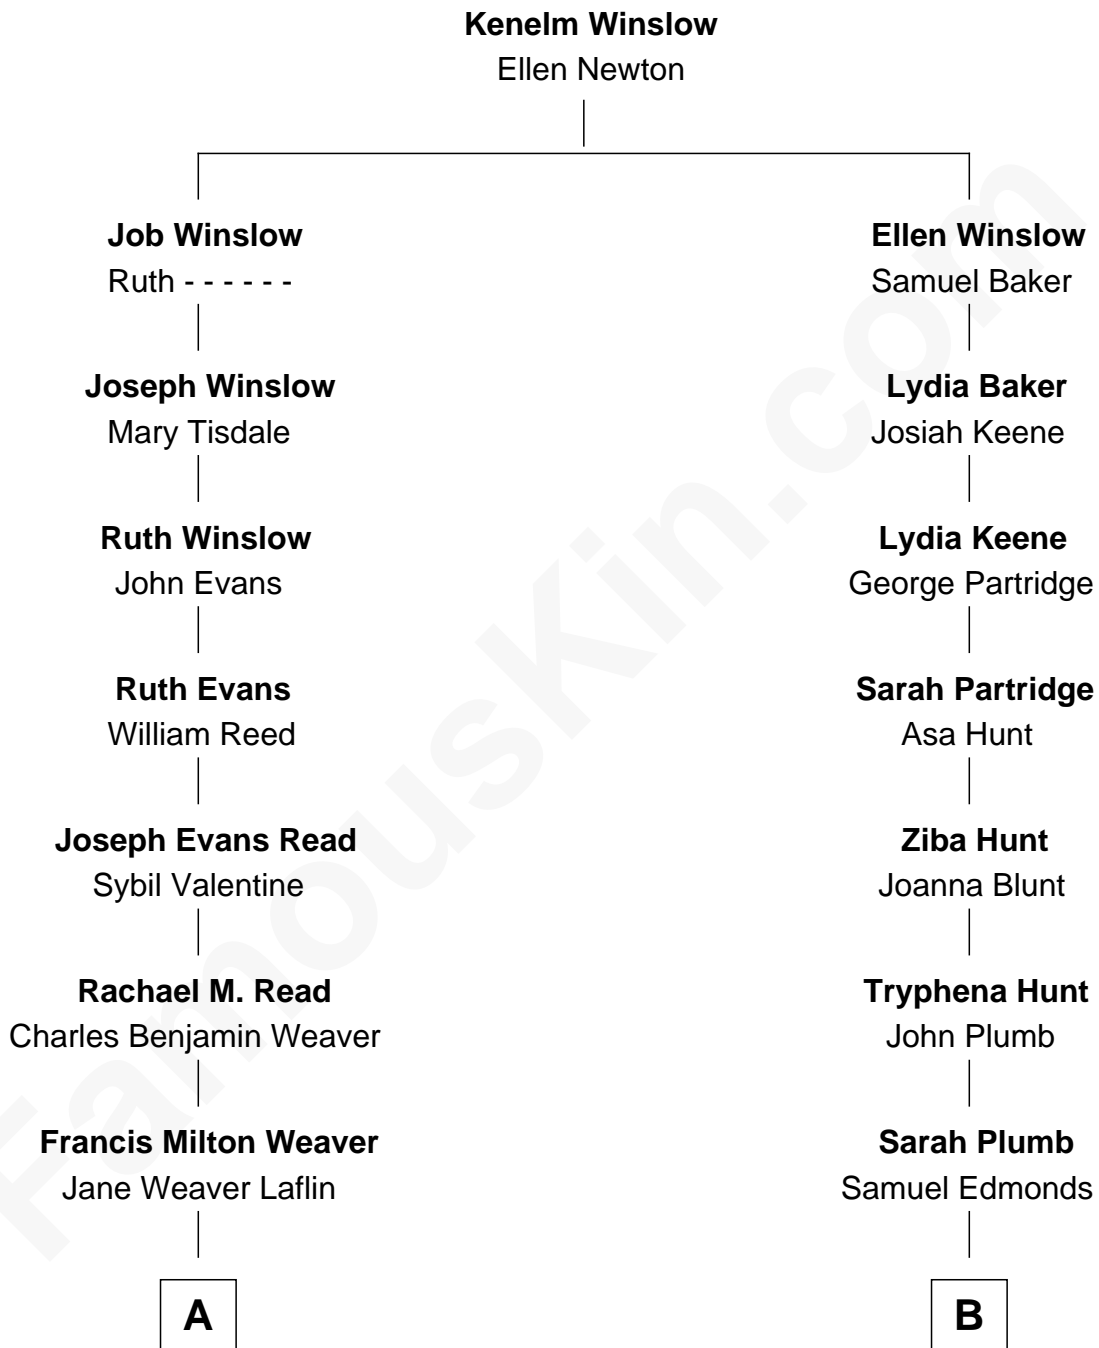 Kenelm Winslow
Ellen Newton
Job Winslow
Ruth - - - - - -
Ellen Winslow
Samuel Baker
Joseph Winslow
Mary Tisdale
Lydia Baker
Josiah Keene
Ruth Winslow
John Evans
Lydia Keene
George Partridge
Ruth Evans
William Reed
Sarah Partridge
Asa Hunt
Joseph Evans Read
Sybil Valentine
Ziba Hunt
Joanna Blunt
Rachael M. Read
Charles Benjamin Weaver
Tryphena Hunt
John Plumb
Francis Milton Weaver
Jane Weaver Laflin
Sarah Plumb
Samuel Edmonds
A
B
FamousKin.com